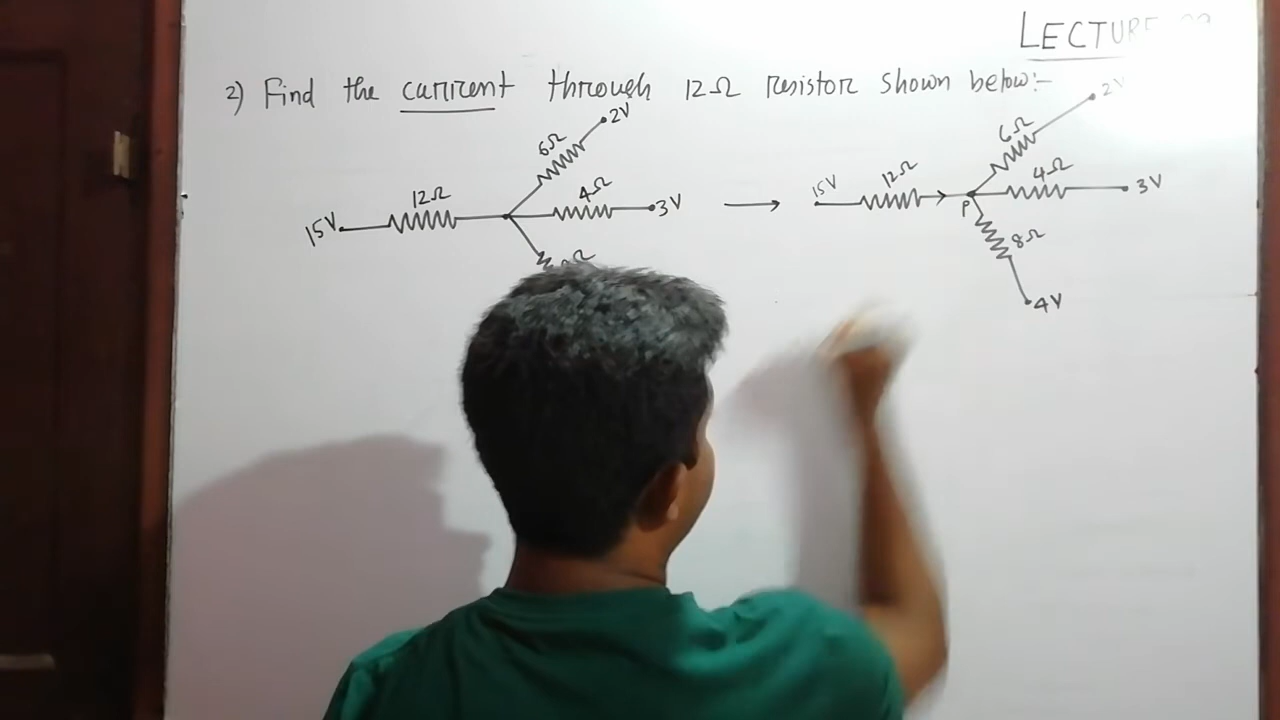 LECTURE
2) Find the current through 12Ω resistor shown below:-
2V
6Ω
12Ω
4Ω
15V
3V
Ω
2V
6Ω
15V
12Ω
4Ω
3V
P
8Ω
4V